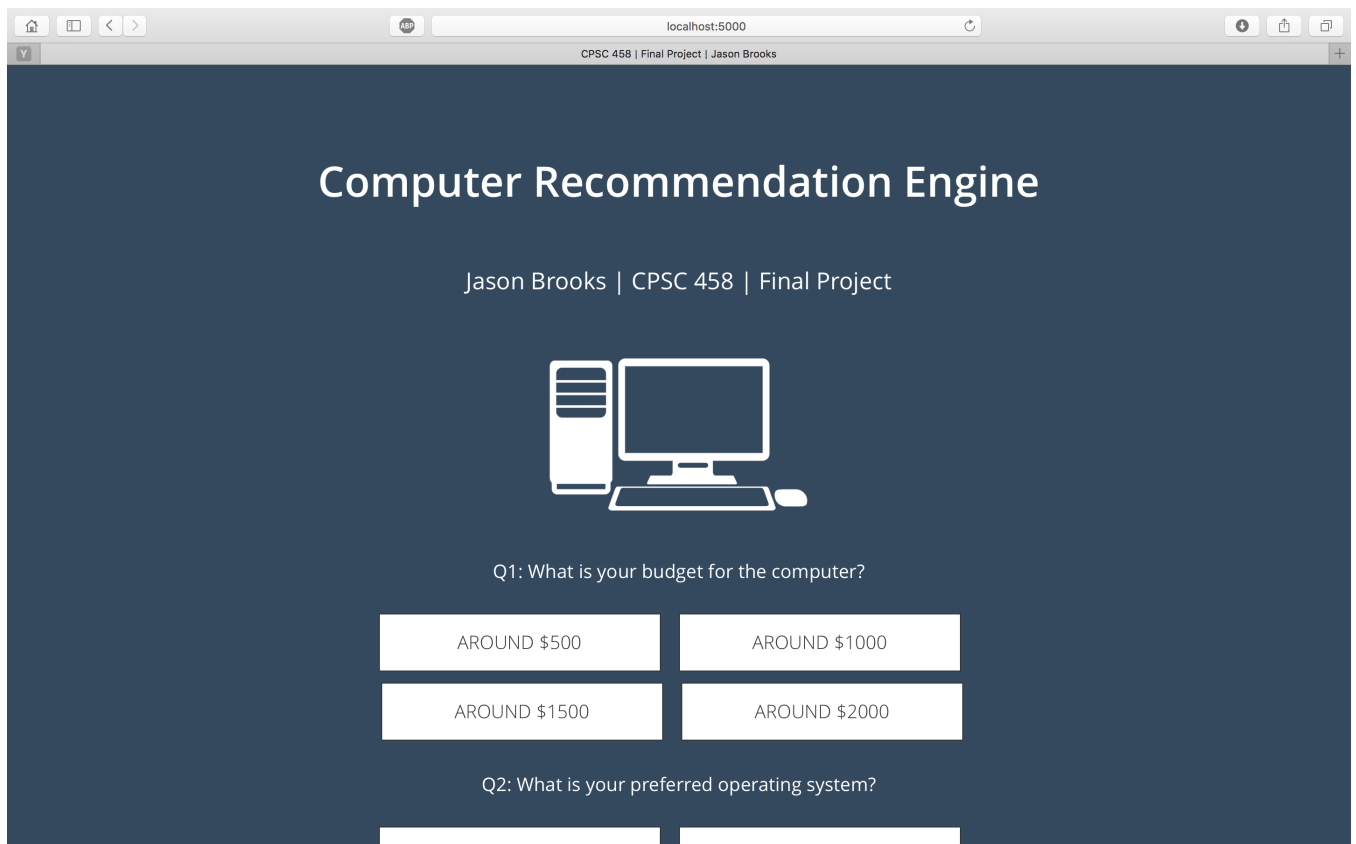 ABP
localhost:5000
Y
CPSC 458 | Final Project | Jason Brooks
Computer Recommendation Engine
Jason Brooks | CPSC 458 | Final Project
Q1: What is your budget for the computer?
AROUND $500
AROUND $1000
AROUND $1500
AROUND $2000
Q2: What is your preferred operating system?